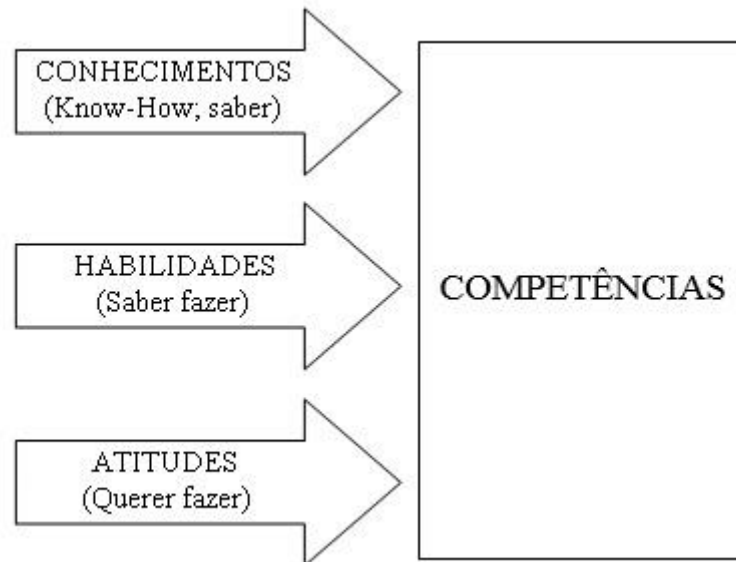 CONHECIMENTOS
(Know-How; saber)
HABILIDADES
(Saber fazer)
COMPETÊNCIAS
ATITUDES
(Querer fazer)